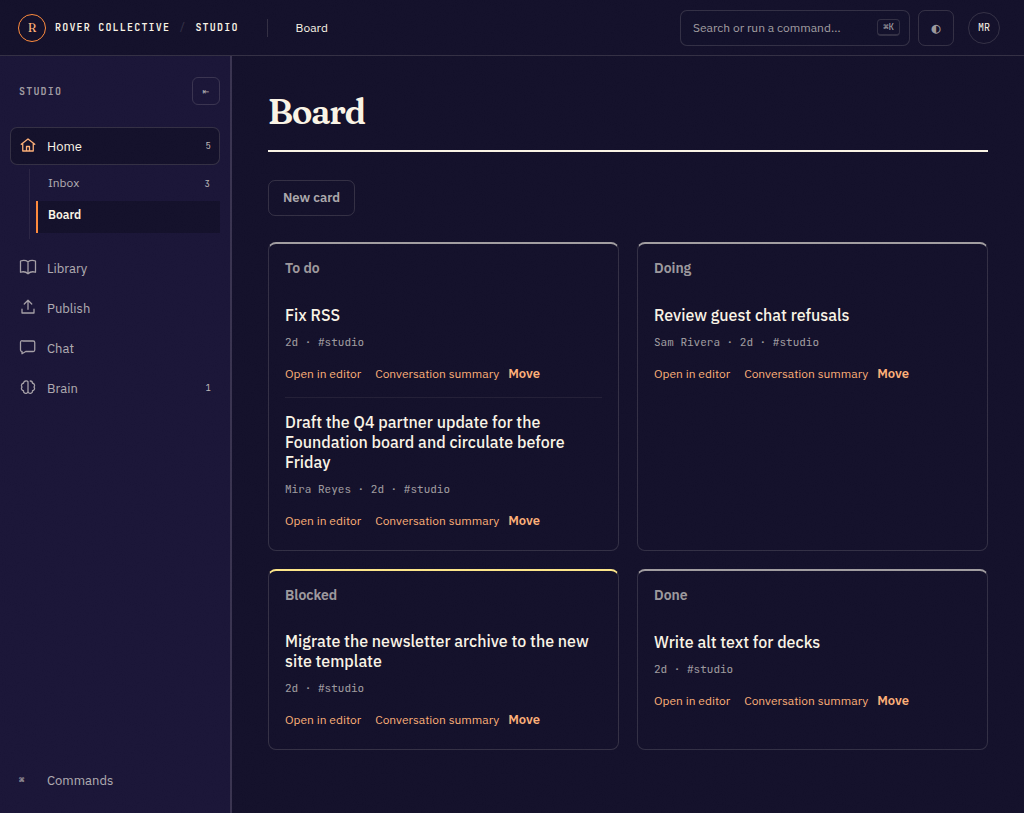 R ROVER COLLECTIVE / STUDIO Board Search or run a command... ⌘K MR
STUDIO
Home 5
Inbox 3
Board
Library
Publish
Chat
Brain 1
⌘ Commands
Board
New card
To do
Fix RSS
2d · #studio
Open in editor Conversation summary Move
Draft the Q4 partner update for the
Foundation board and circulate before
Friday
Mira Reyes · 2d · #studio
Open in editor Conversation summary Move
Doing
Review guest chat refusals
Sam Rivera · 2d · #studio
Open in editor Conversation summary Move
Blocked
Migrate the newsletter archive to the new
site template
2d · #studio
Open in editor Conversation summary Move
Done
Write alt text for decks
2d · #studio
Open in editor Conversation summary Move